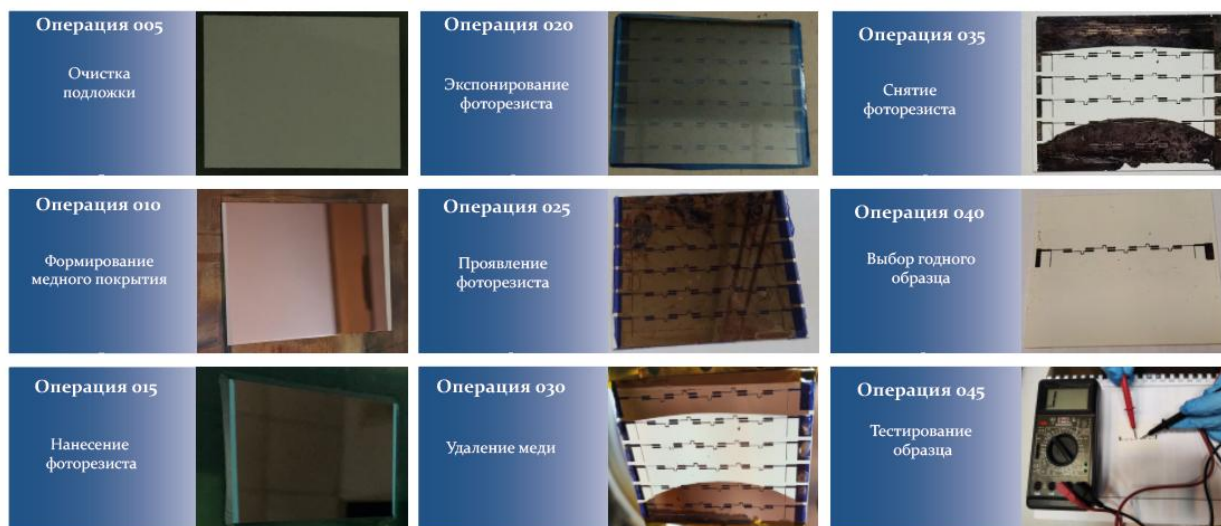 Операция 005
Очистка
подложки
Операция 010
Формирование
медного покрытия
Операция 015
Нанесение
фоторезиста
Операция 020
Экспонирование
фоторезиста
Операция 025
Проявление
фоторезиста
Операция 030
Удаление меди
Операция 035
Снятие
фоторезиста
Операция 040
Выбор годного
образца
Операция 045
Тестирование
образца